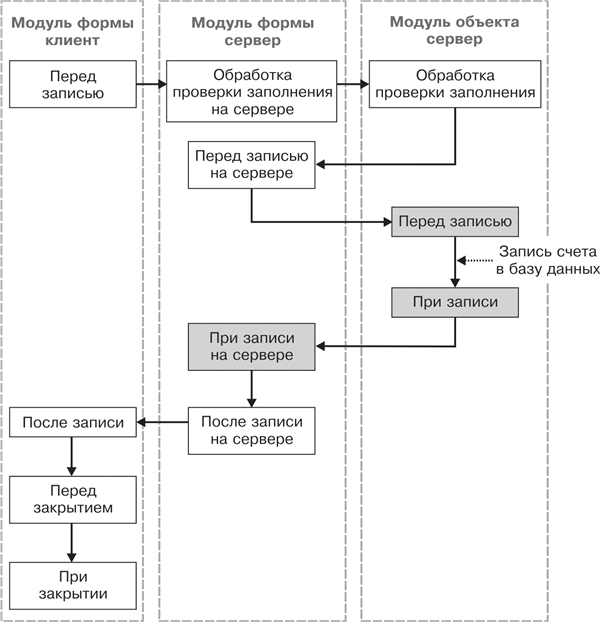 Модуль формы
клиент
Модуль формы
сервер
Модуль объекта
сервер
Перед
записью
Обработка
проверки заполнения
на сервере
Обработка
проверки заполнения
Перед записью
на сервере
Перед записью
Запись счета
в базу данных
При записи
При записи
на сервере
После записи
После записи
на сервере
Перед
закрытием
При
закрытии